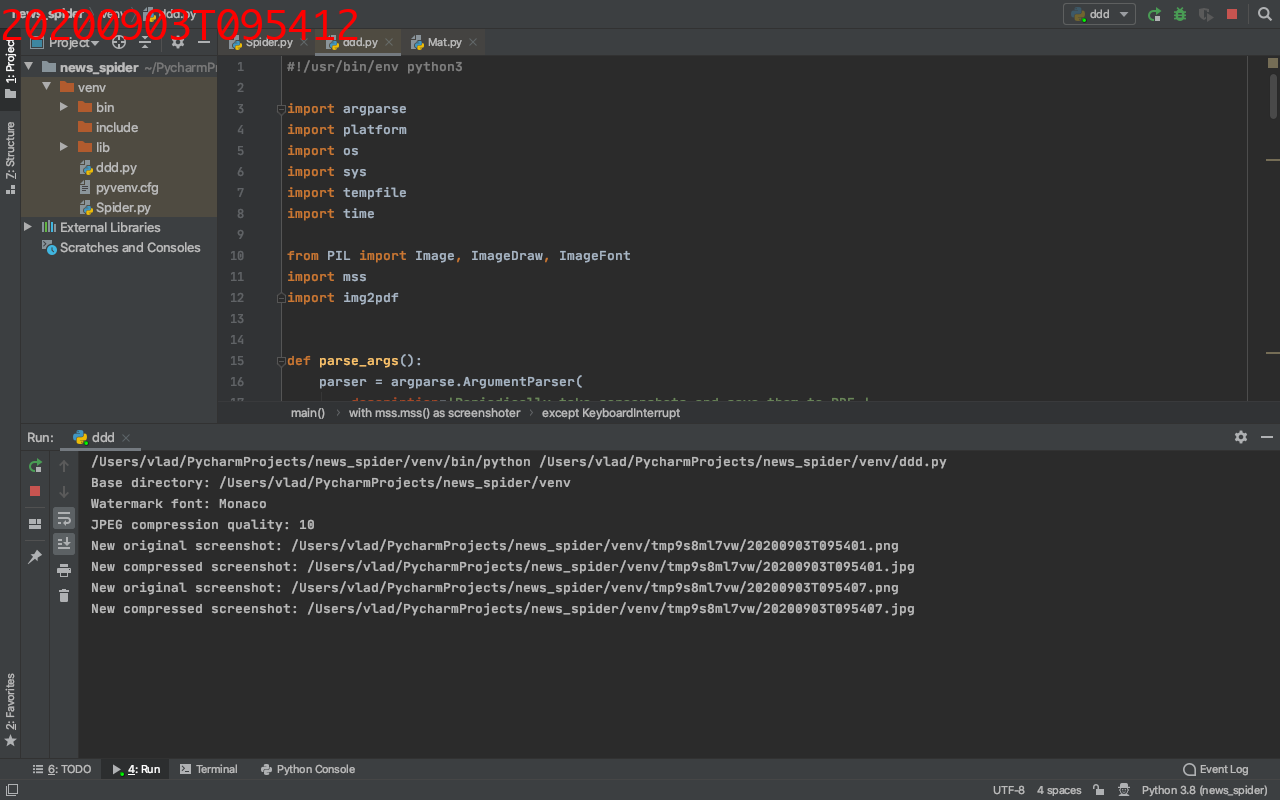 20200903T095412
news_spider
venv
ddd.py
ddd
Project
Spider.py
ddd.py
Mat.py
1: Project
news_spider ~/PycharmPr
venv
bin
include
lib
ddd.py
pyvenv.cfg
Spider.py
External Libraries
Scratches and Consoles
Z: Structure
1 #!/usr/bin/env python3
2
3 import argparse
4 import platform
5 import os
6 import sys
7 import tempfile
8 import time
9
10 from PIL import Image, ImageDraw, ImageFont
11 import mss
12 import img2pdf
13
14
15 def parse_args():
16 parser = argparse.ArgumentParser(
main() › with mss.mss() as screenshoter › except KeyboardInterrupt
Run: ddd
/Users/vlad/PycharmProjects/news_spider/venv/bin/python /Users/vlad/PycharmProjects/news_spider/venv/ddd.py
Base directory: /Users/vlad/PycharmProjects/news_spider/venv
Watermark font: Monaco
JPEG compression quality: 10
New original screenshot: /Users/vlad/PycharmProjects/news_spider/venv/tmp9s8ml7vw/20200903T095401.png
New compressed screenshot: /Users/vlad/PycharmProjects/news_spider/venv/tmp9s8ml7vw/20200903T095401.jpg
New original screenshot: /Users/vlad/PycharmProjects/news_spider/venv/tmp9s8ml7vw/20200903T095407.png
New compressed screenshot: /Users/vlad/PycharmProjects/news_spider/venv/tmp9s8ml7vw/20200903T095407.jpg
2: Favorites
6: TODO
4: Run
Terminal
Python Console
Event Log
UTF-8 4 spaces Python 3.8 (news_spider)